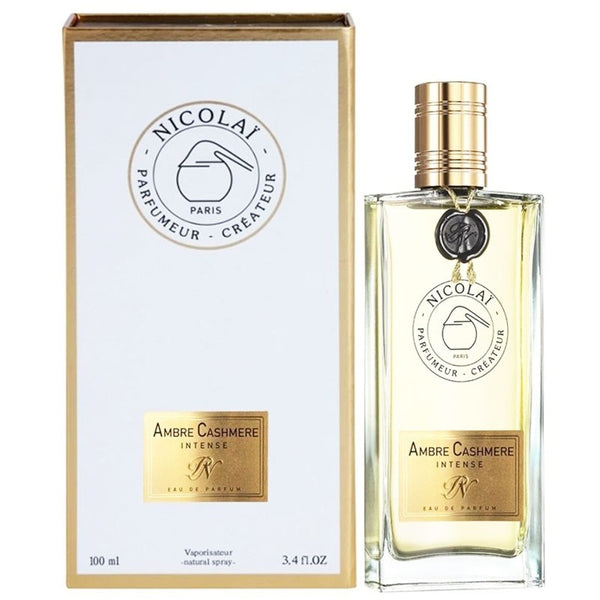 - NICOLAÏ -
PARFUMEUR - CRÉATEUR
PARIS
AMBRE CASHMERE
INTENSE
PN
EAU DE PARFUM
100 ml
Vaporisateur
-natural spray-
3.4 fl.OZ
PN
- NICOLAÏ -
PARFUMEUR - CRÉATEUR
PARIS
AMBRE CASHMERE
INTENSE
PN
EAU DE PARFUM